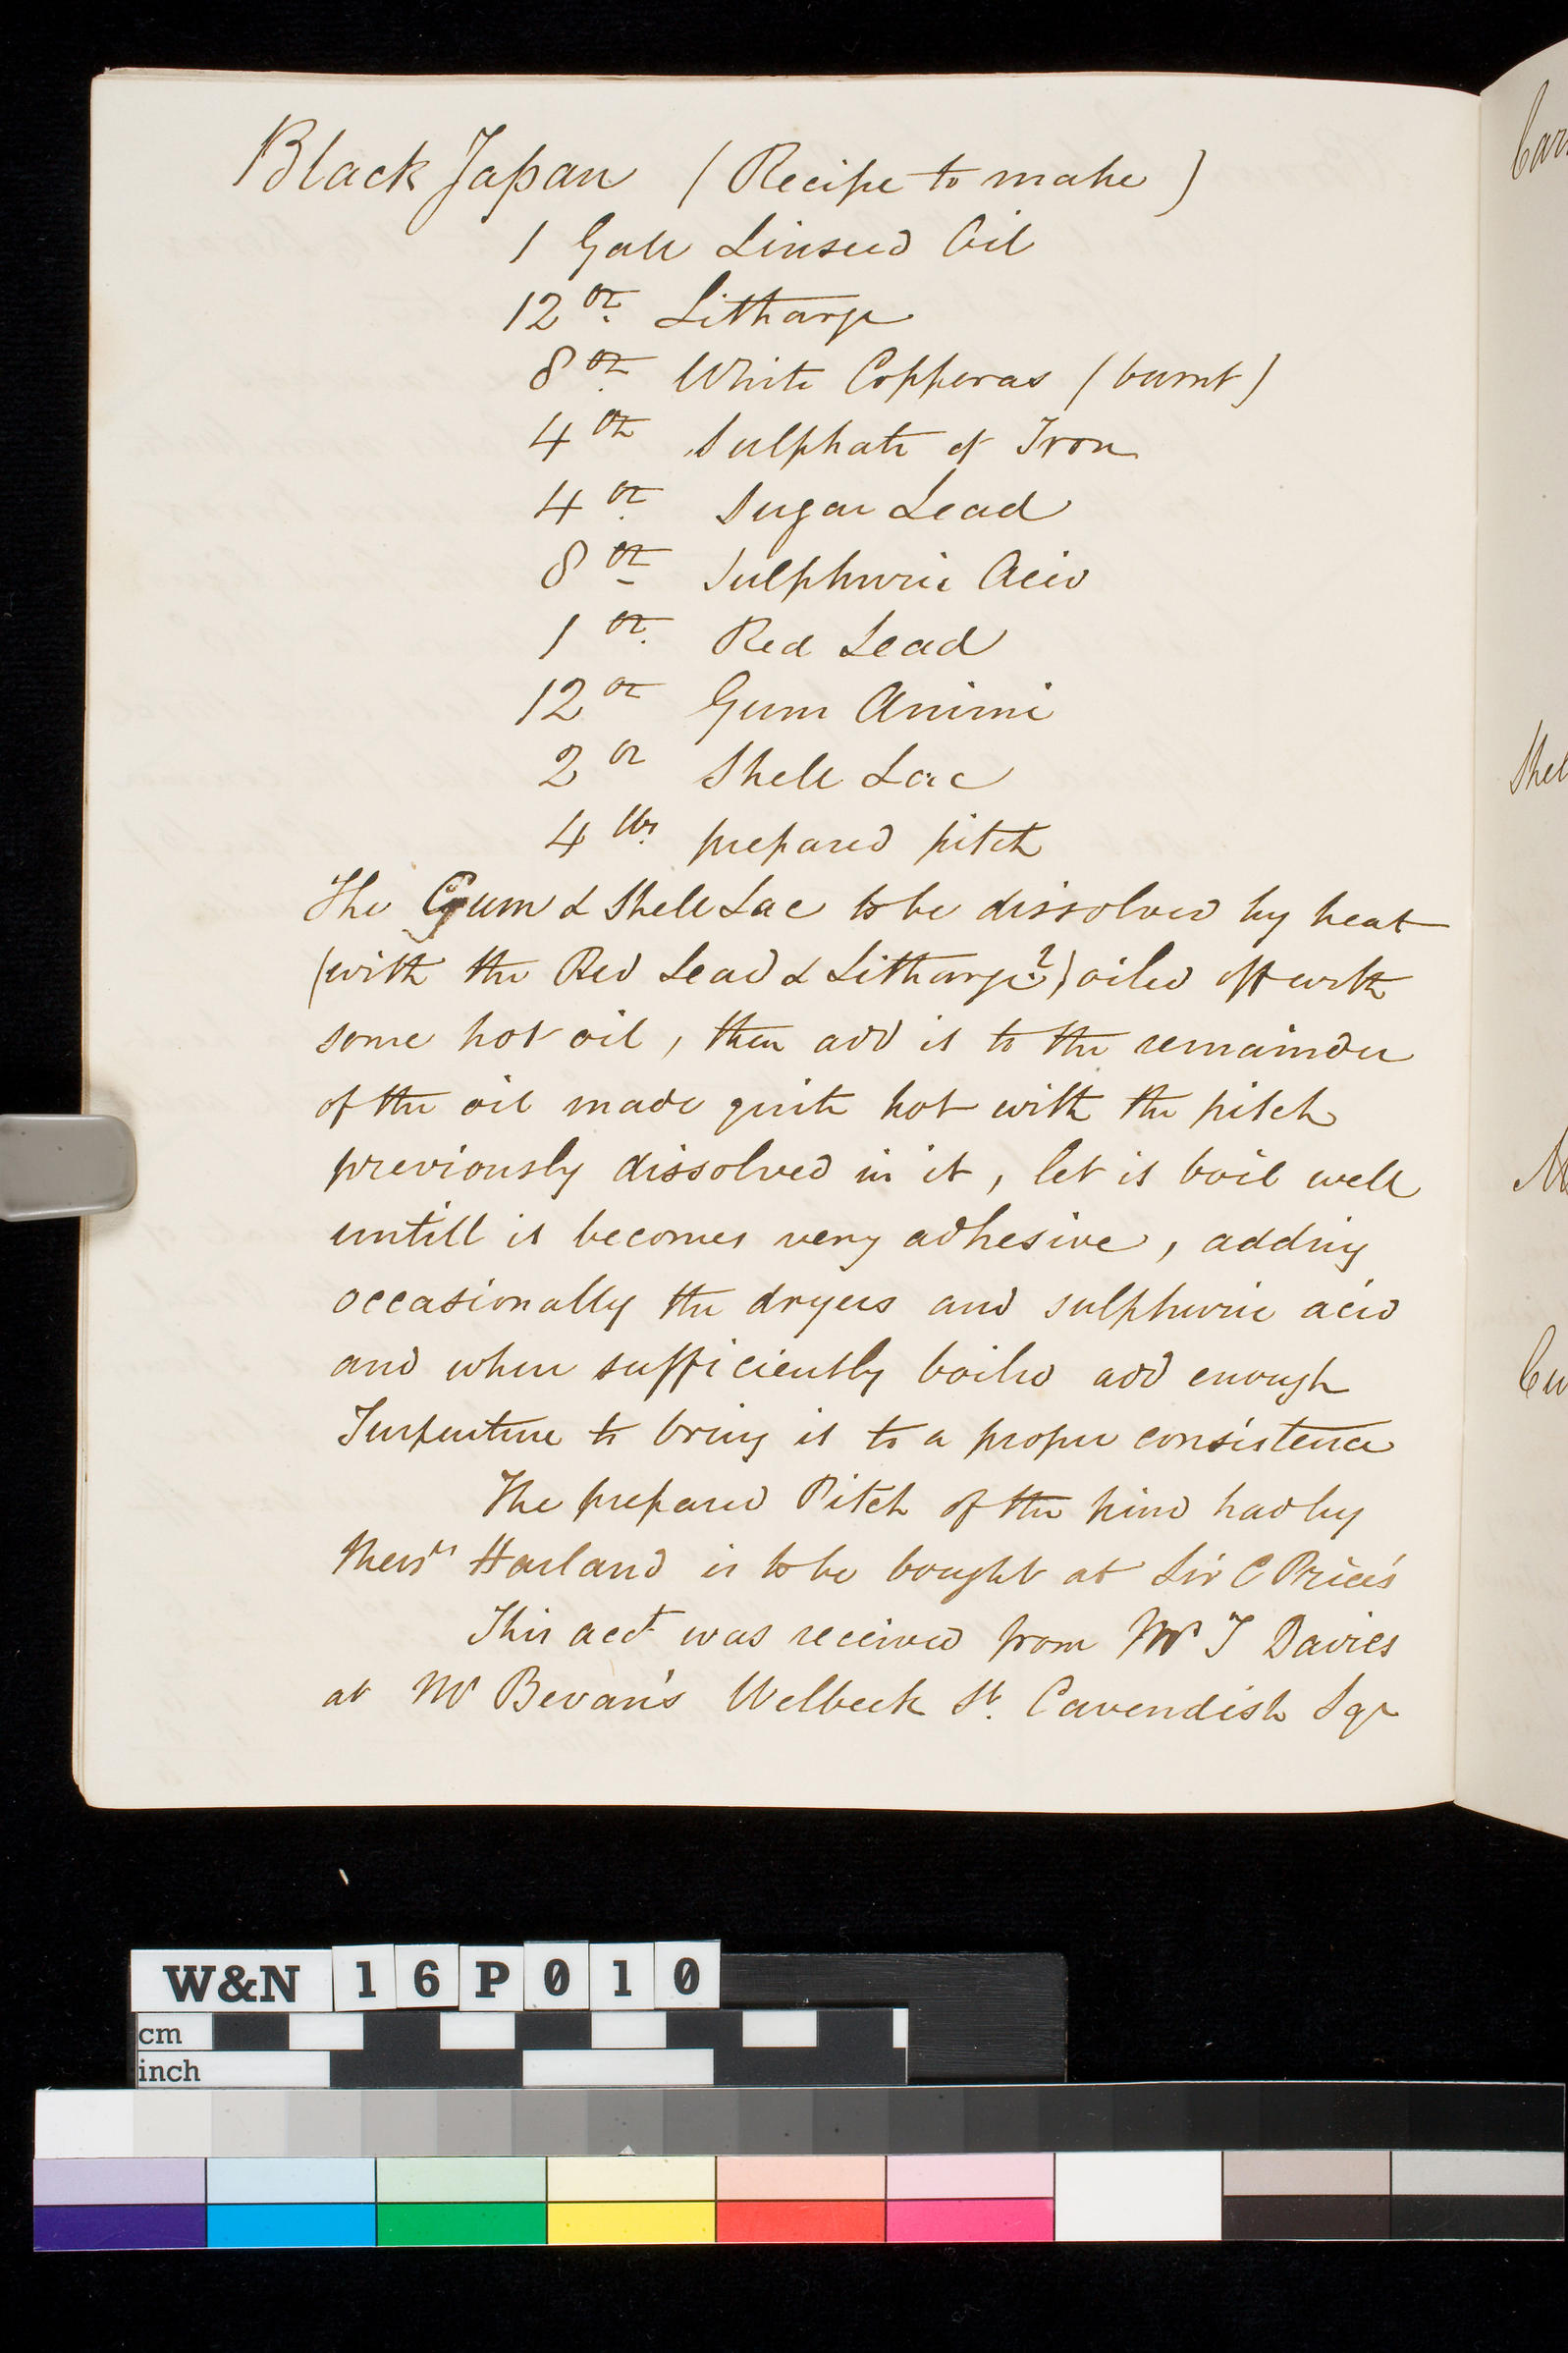 Black Japan (Recipe to make)
1 Gall Linseed Oil
12 oz. Litharge
8 oz. White Copperas (burnt)
4 oz Sulphate of Iron
4 oz. Sugar Lead
8 oz Sulphuric Acid
1 oz. Red Lead
12 oz Gum Animi
2 oz Shell Lac
4 lbs. prepared pitch
The Gum & Shell Lac to be dissolved by heat
(with the Red Lead & Litharge?) oiled off with
some hot oil, then add it to the remainder
of the oil made quite hot with the pitch
previously dissolved in it, let it boil well
untill it becomes very adhesive, adding
occasionally the dryers and sulphuric acid
and when sufficiently boiled add enough
Turpentine to bring it to a proper consistence
The prepared Pitch of the kind had by
Messrs Harland is to be bought at Sir C Price's
This acct was received from Mr J Davies
at Mr Bevan's Welbeck St. Cavendish Sqr
Shel
W&N 16P010
cm
inch